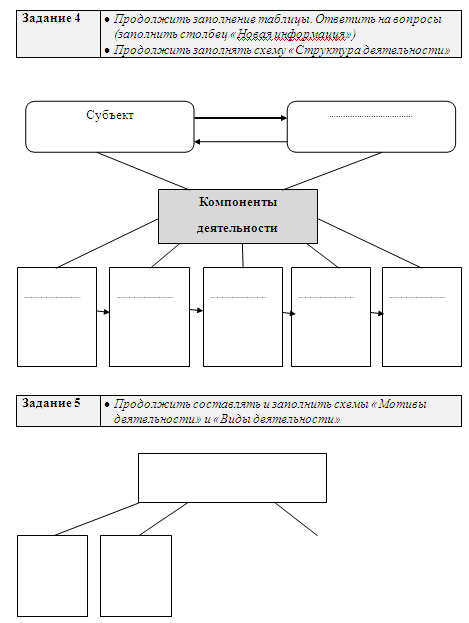 Задание 4
• Продолжить заполнение таблицы. Ответить на вопросы
(заполнить столбец «Новая информация»)
• Продолжить заполнять схему «Структура деятельности»
Субъект
....................................
Компоненты
деятельности
.............................
.............................
.............................
.............................
.............................
Задание 5
• Продолжить составлять и заполнить схемы «Мотивы
деятельности» и «Виды деятельности»